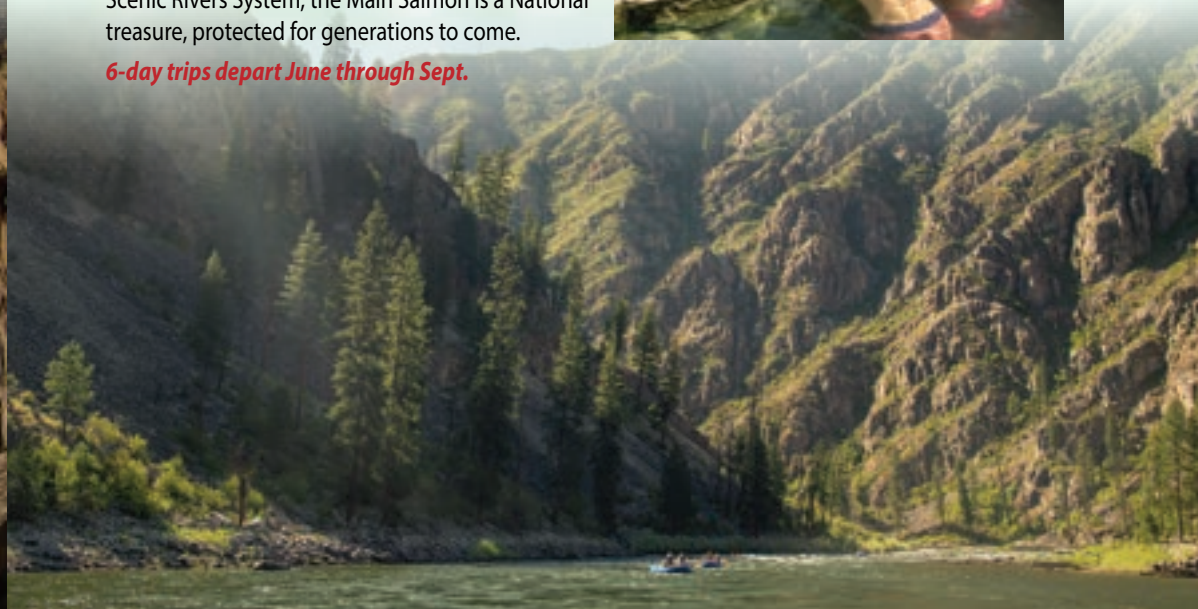 Scenic Rivers System, the Main Salmon is a National
treasure, protected for generations to come.
6-day trips depart June through Sept.